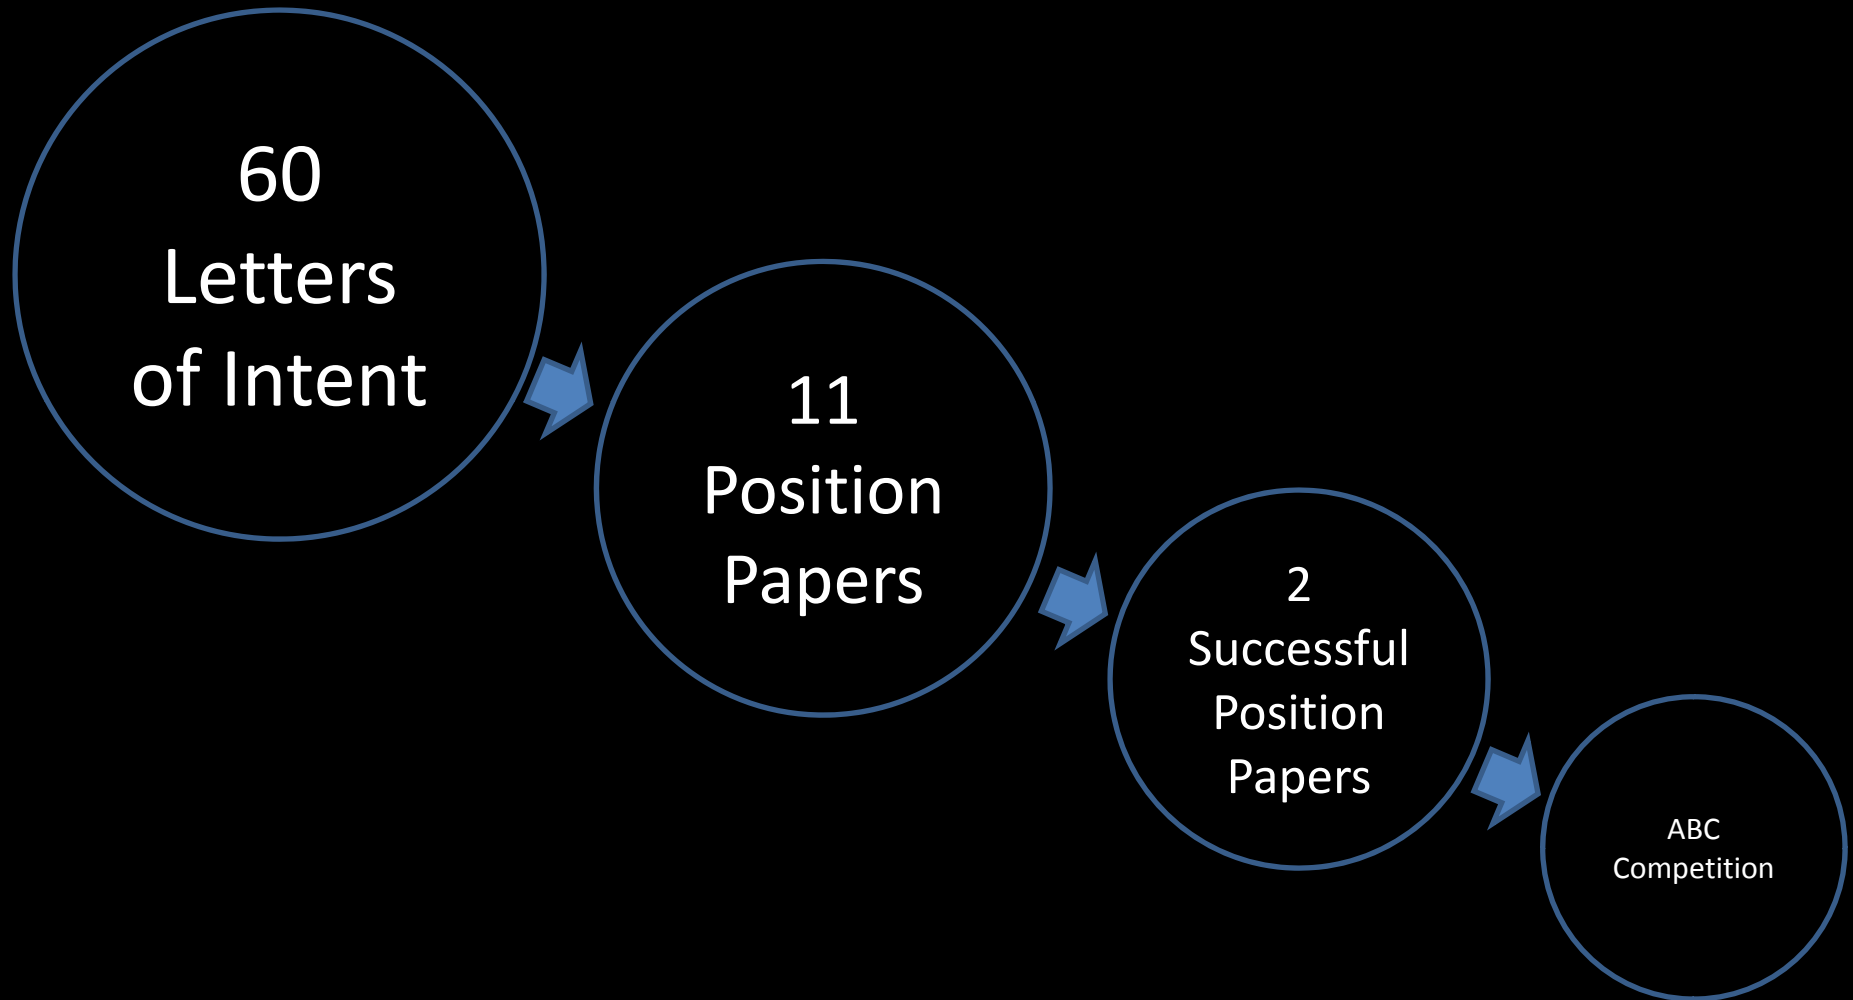 60
Letters
of Intent
11
Position
Papers
2
Successful
Position
Papers
ABC
Competition